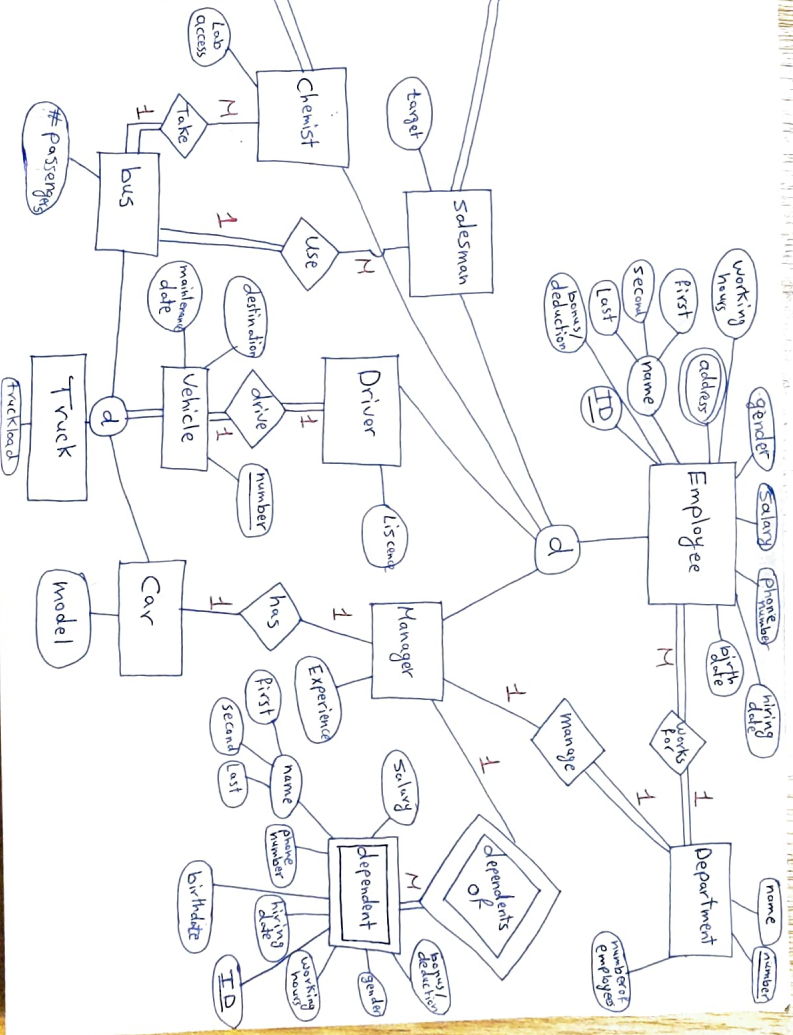 working
hours
first
second
Last
name
bonus/
deduction
ID
address
gender
Salary
phone
number
hiring
date
birth
date
Employee
M
works
for
1
Department
name
number
number of
employees
1
manage
1
d
target
Salesman
M
use
1
Lab
access
Chemist
M
Take
1
bus
# passengers
Driver
Liscence
1
drive
1
Vehicle
destination
maintenance
date
number
d
Truck
truckload
Car
model
1
has
1
Manager
Experience
1
dependents
of
M
dependent
Salary
name
first
second
Last
phone
number
birthdate
hiring
date
ID
working
hours
gender
bonus/
deduction